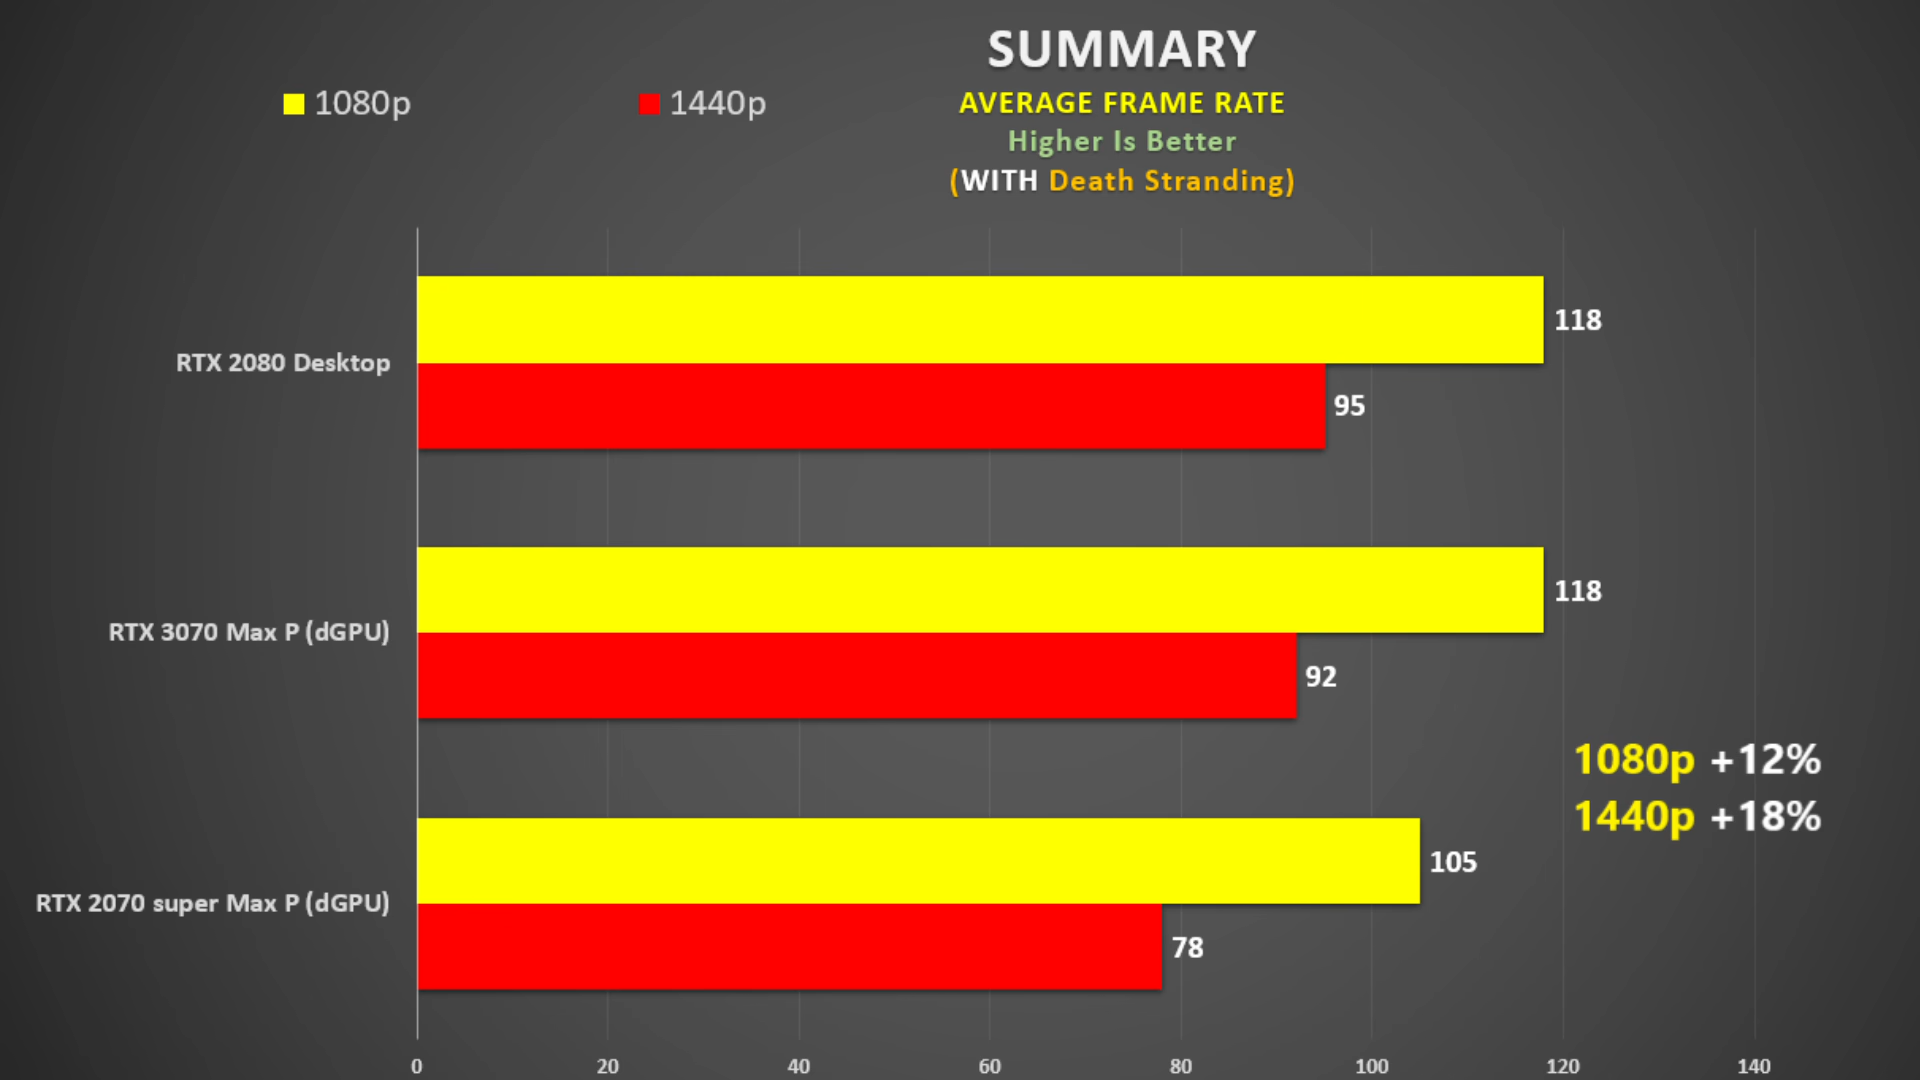 SUMMARY
1080p
1440p
AVERAGE FRAME RATE
Higher Is Better
(WITH Death Stranding)
RTX 2080 Desktop
118
95
RTX 3070 Max P (dGPU)
118
92
1080p +12%
1440p +18%
RTX 2070 super Max P (dGPU)
105
78
0 20 40 60 80 100 120 140